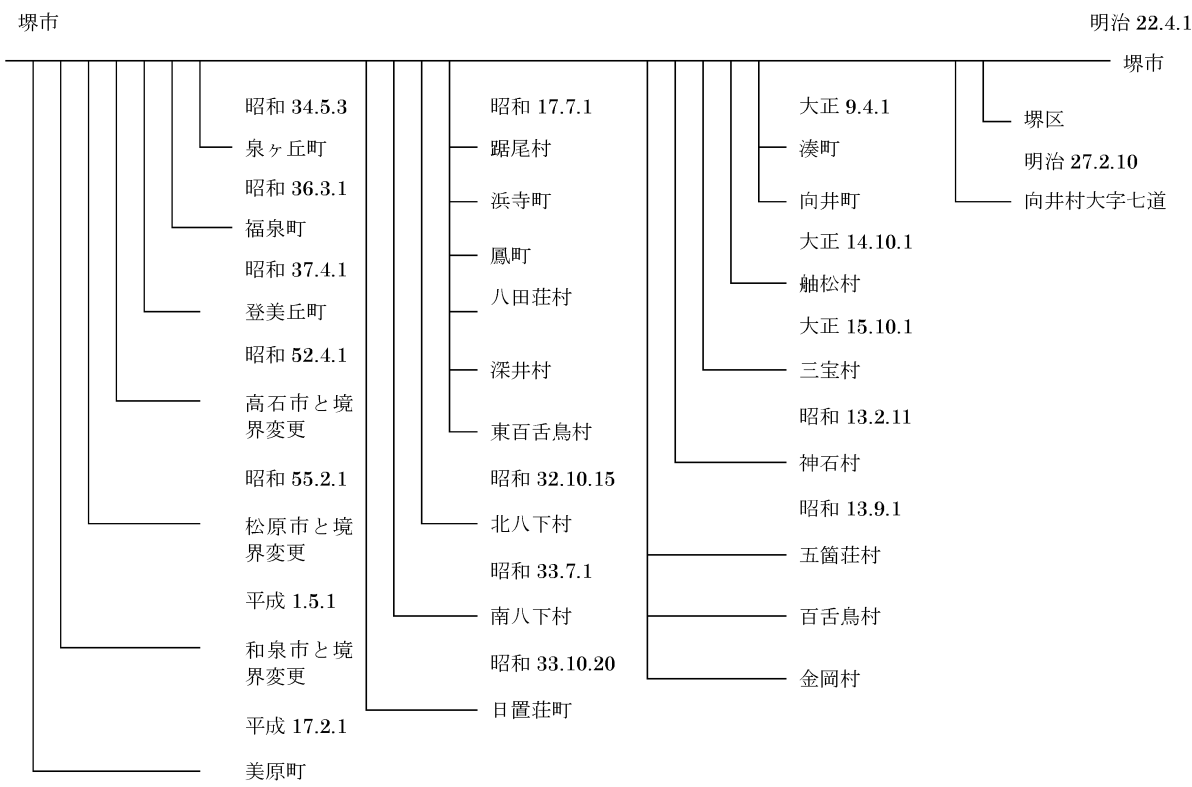 堺市
明治 22.4.1
堺市
堺区
明治 27.2.10
向井村大字七道
大正 9.4.1
湊町
向井町
大正 14.10.1
舳松村
大正 15.10.1
三宝村
昭和 13.2.11
神石村
昭和 13.9.1
五箇荘村
百舌鳥村
金岡村
昭和 17.7.1
踞尾村
浜寺町
鳳町
八田荘村
深井村
東百舌鳥村
昭和 32.10.15
北八下村
昭和 33.7.1
南八下村
昭和 33.10.20
日置荘町
昭和 34.5.3
泉ヶ丘町
昭和 36.3.1
福泉町
昭和 37.4.1
登美丘町
昭和 52.4.1
高石市と境
界変更
昭和 55.2.1
松原市と境
界変更
平成 1.5.1
和泉市と境
界変更
平成 17.2.1
美原町